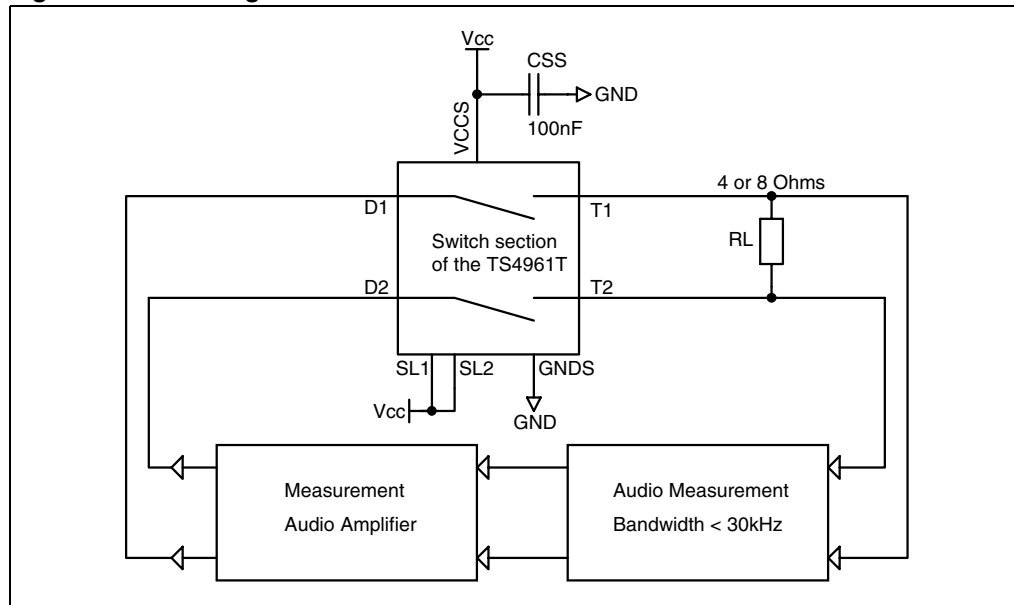 Vcc
CSS
GND
100nF
VCCS
4 or 8 Ohms
D1
T1
Switch section
of the TS4961T
RL
D2
T2
SL1
SL2
GNDS
Vcc
GND
Measurement
Audio Amplifier
Audio Measurement
Bandwidth < 30kHz